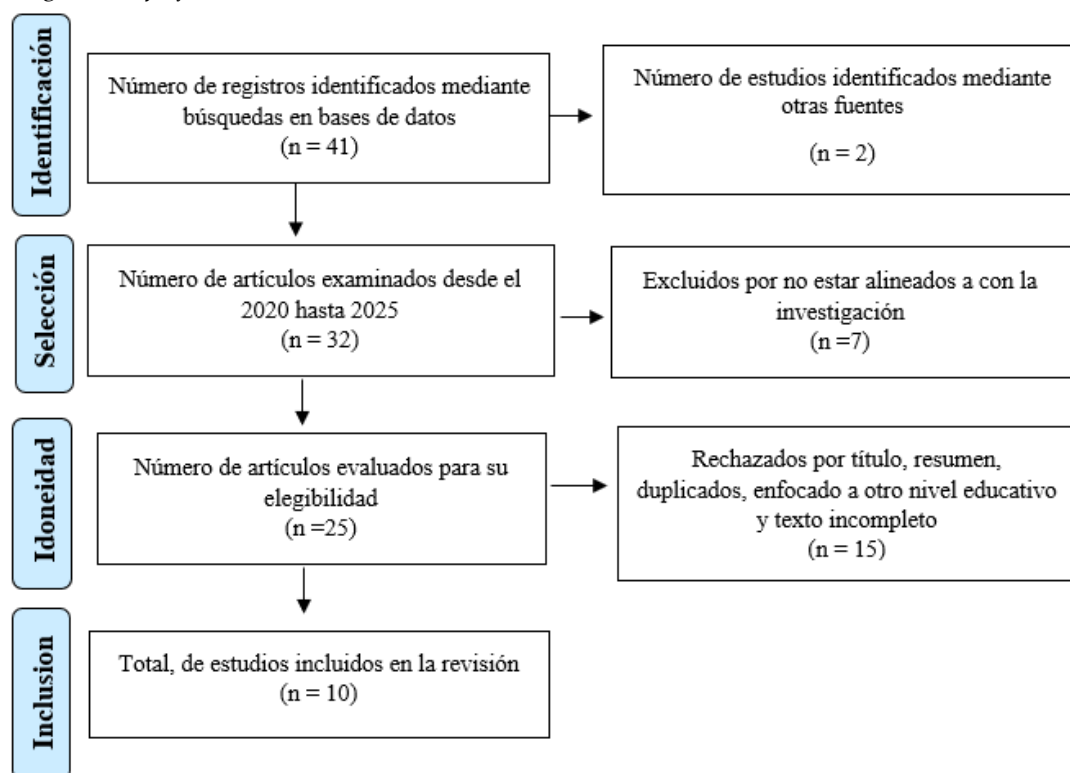 Identificación
Número de registros identificados mediante
búsquedas en bases de datos
(n = 41)
Número de estudios identificados mediante
otras fuentes
(n = 2)
Selección
Número de artículos examinados desde el
2020 hasta 2025
(n = 32)
Excluidos por no estar alineados a con la
investigación
(n =7)
Idoneidad
Número de artículos evaluados para su
elegibilidad
(n =25)
Rechazados por título, resumen,
duplicados, enfocado a otro nivel educativo
y texto incompleto
(n = 15)
Inclusion
Total, de estudios incluidos en la revisión
(n = 10)